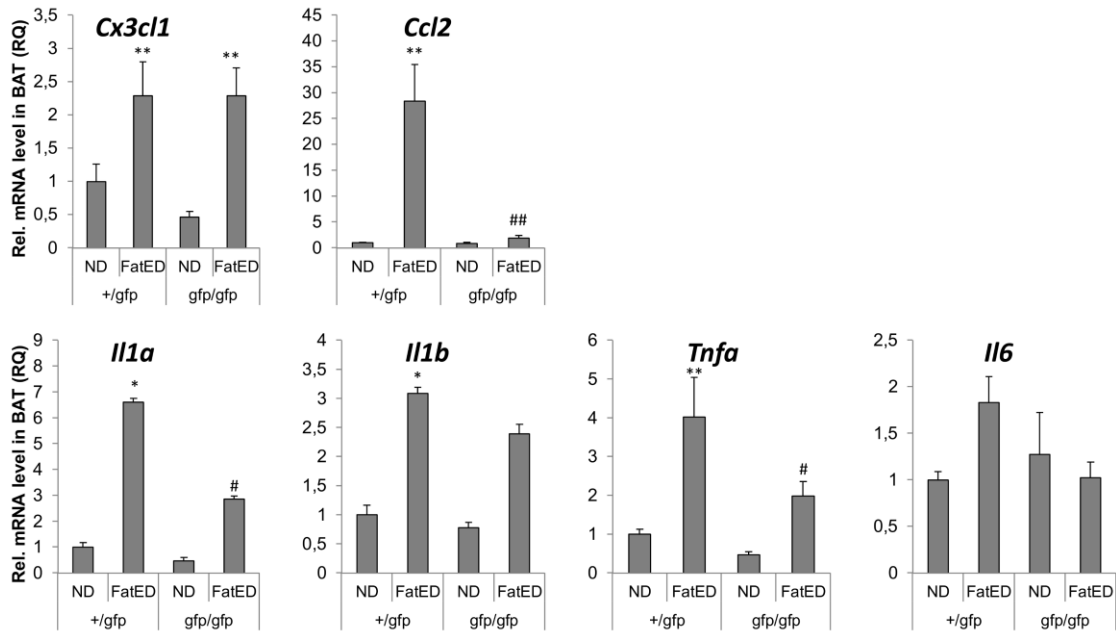 Rel. mRNA level in BAT (RQ)
Cx3cl1
3,5
3
2,5
2
1,5
1
0,5
0
**
**
ND FatED ND FatED
+/gfp gfp/gfp
Ccl2
45
40
35
30
25
20
15
10
5
0
**
##
ND FatED ND FatED
+/gfp gfp/gfp
Rel. mRNA level in BAT (RQ)
Il1a
9
8
7
6
5
4
3
2
1
0
*
#
ND FatED ND FatED
+/gfp gfp/gfp
Il1b
4
3,5
3
2,5
2
1,5
1
0,5
0
*
ND FatED ND FatED
+/gfp gfp/gfp
Tnfa
6
5
4
3
2
1
0
**
#
ND FatED ND FatED
+/gfp gfp/gfp
Il6
2,5
2
1,5
1
0,5
0
ND FatED ND FatED
+/gfp gfp/gfp